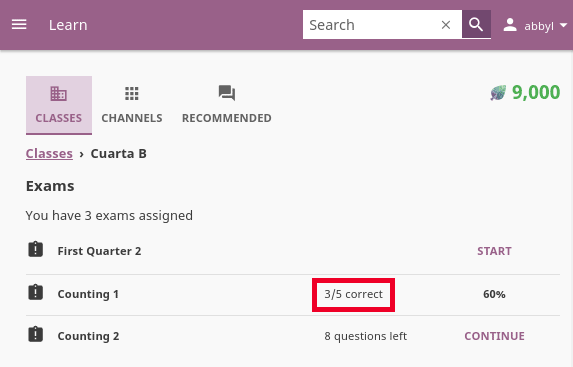 Learn Search abbyl
9,000
CLASSES CHANNELS RECOMMENDED
Classes › Cuarta B
Exams
You have 3 exams assigned
First Quarter 2 START
Counting 1 3/5 correct 60%
Counting 2 8 questions left CONTINUE